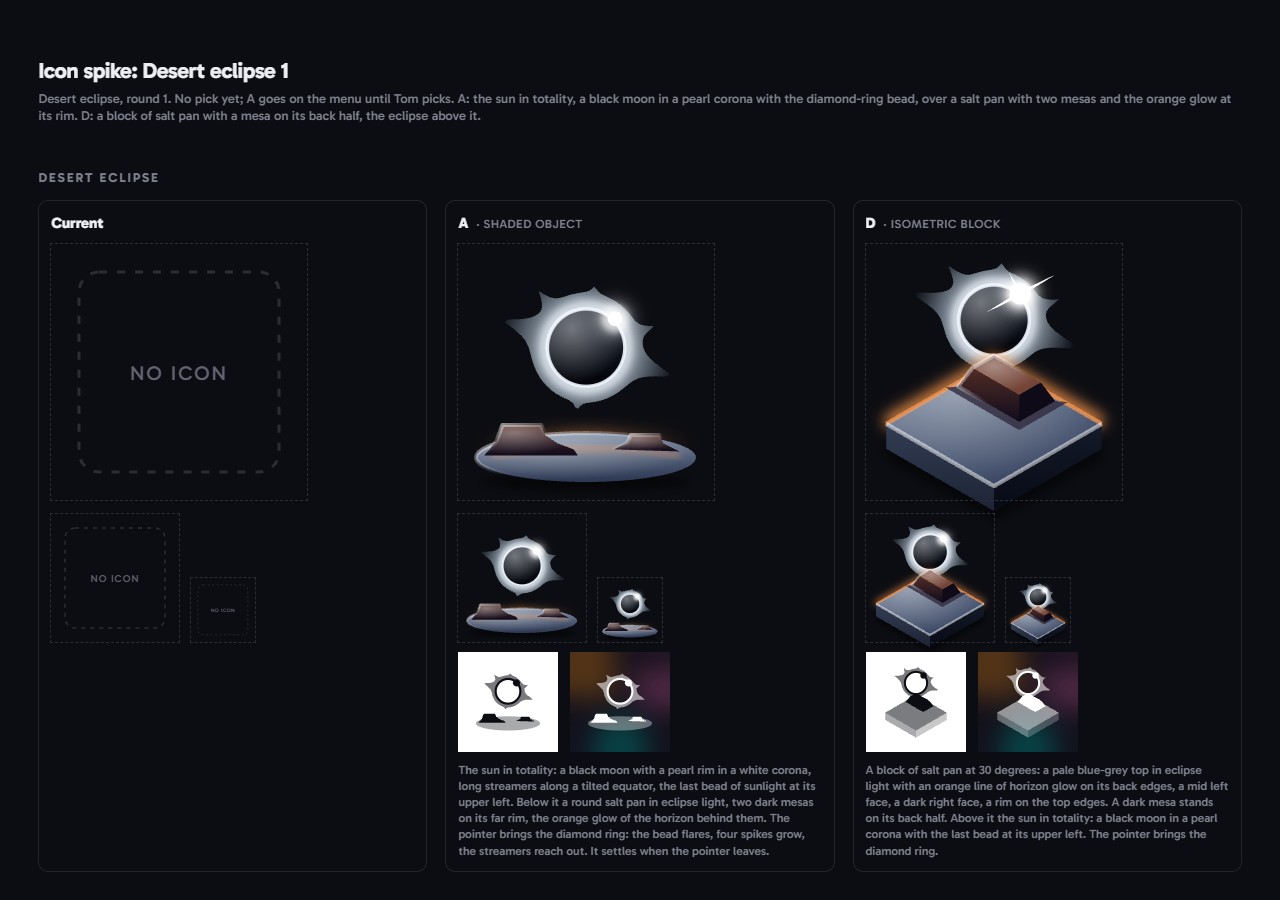 Icon spike: Desert eclipse 1
Desert eclipse, round 1. No pick yet; A goes on the menu until Tom picks. A: the sun in totality, a black moon in a pearl corona with the diamond-ring bead, over a salt pan with two mesas and the orange glow at
its rim. D: a block of salt pan with a mesa on its back half, the eclipse above it.
DESERT ECLIPSE
Current
NO ICON
NO ICON
NO ICON
A · SHADED OBJECT
The sun in totality: a black moon with a pearl rim in a white corona,
long streamers along a tilted equator, the last bead of sunlight at its
upper left. Below it a round salt pan in eclipse light, two dark mesas
on its far rim, the orange glow of the horizon behind them. The
pointer brings the diamond ring: the bead flares, four spikes grow,
the streamers reach out. It settles when the pointer leaves.
D · ISOMETRIC BLOCK
A block of salt pan at 30 degrees: a pale blue-grey top in eclipse
light with an orange line of horizon glow on its back edges, a mid left
face, a dark right face, a rim on the top edges. A dark mesa stands
on its back half. Above it the sun in totality: a black moon in a pearl
corona with the last bead at its upper left. The pointer brings the
diamond ring.